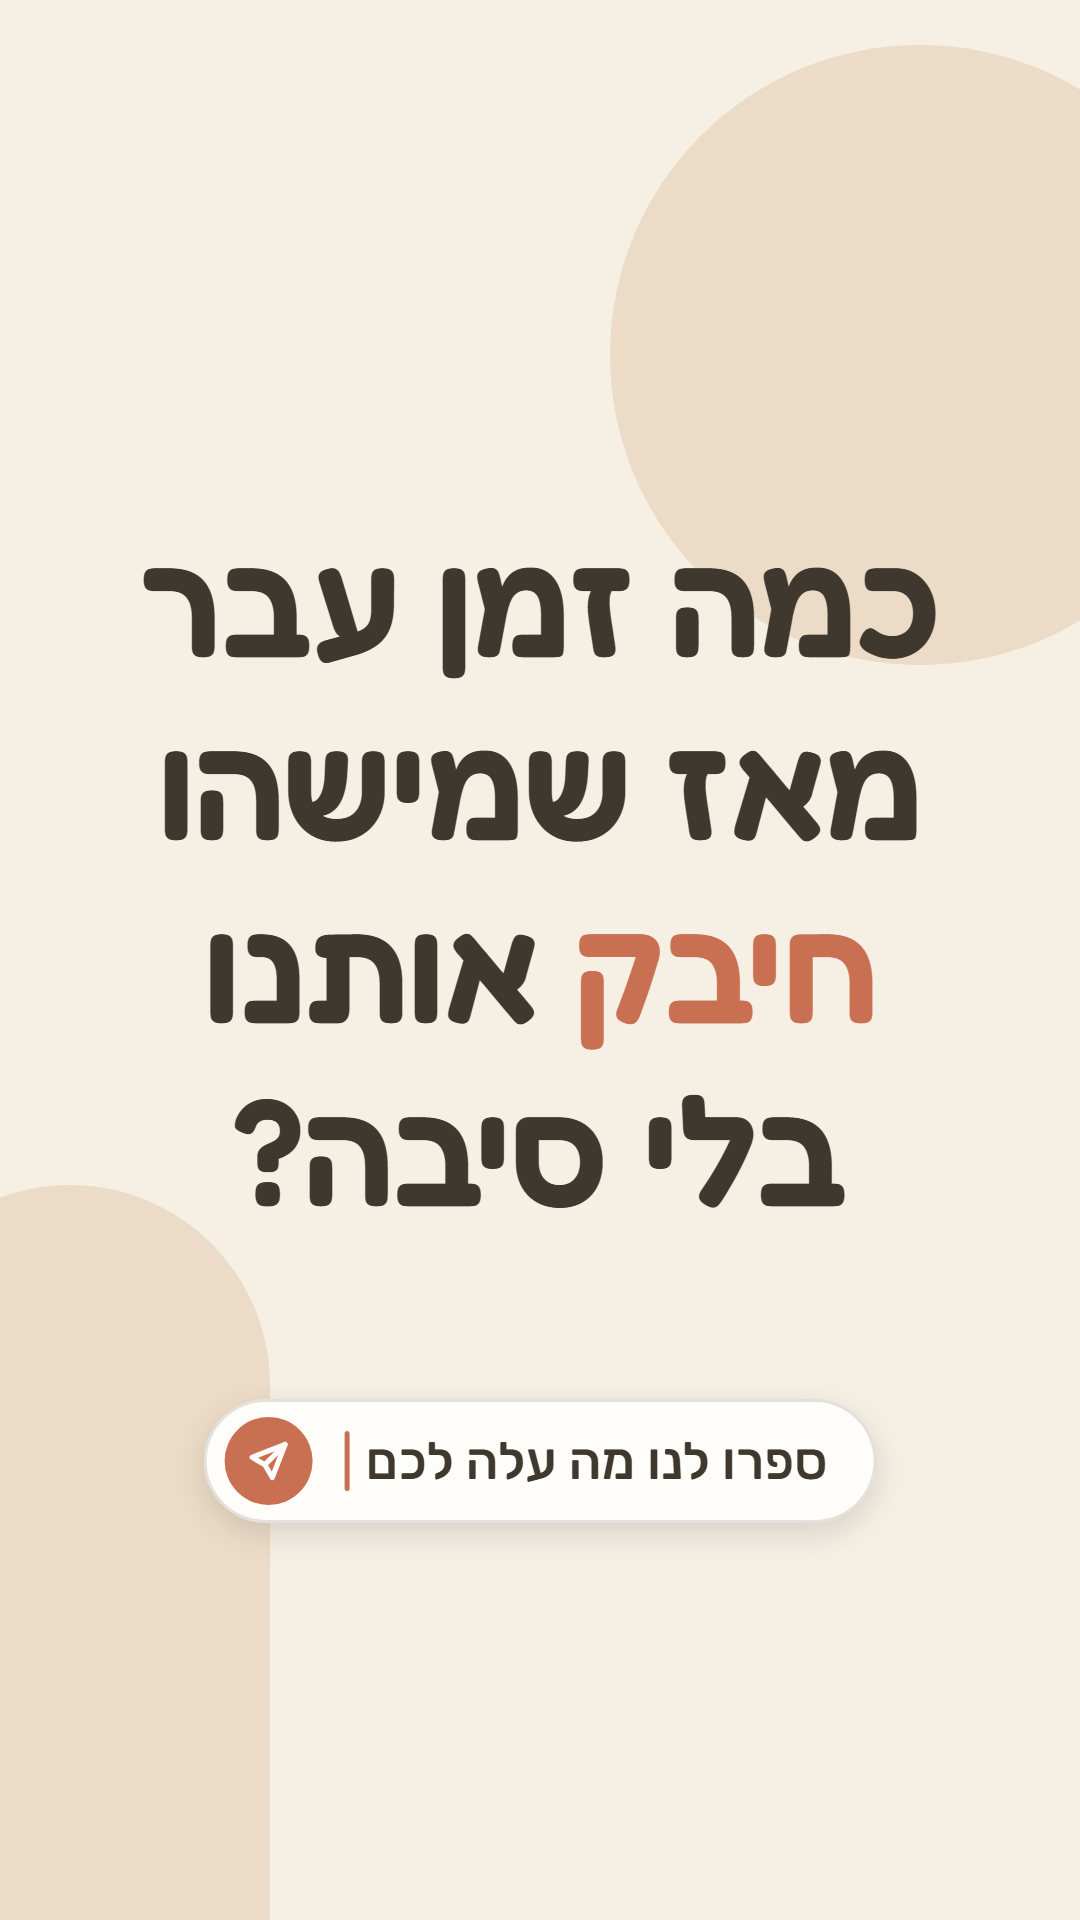 כמה זמן עבר
מאז שמישהו
חיבק אותנו
בלי סיבה?
ספרו לנו מה עלה לכם